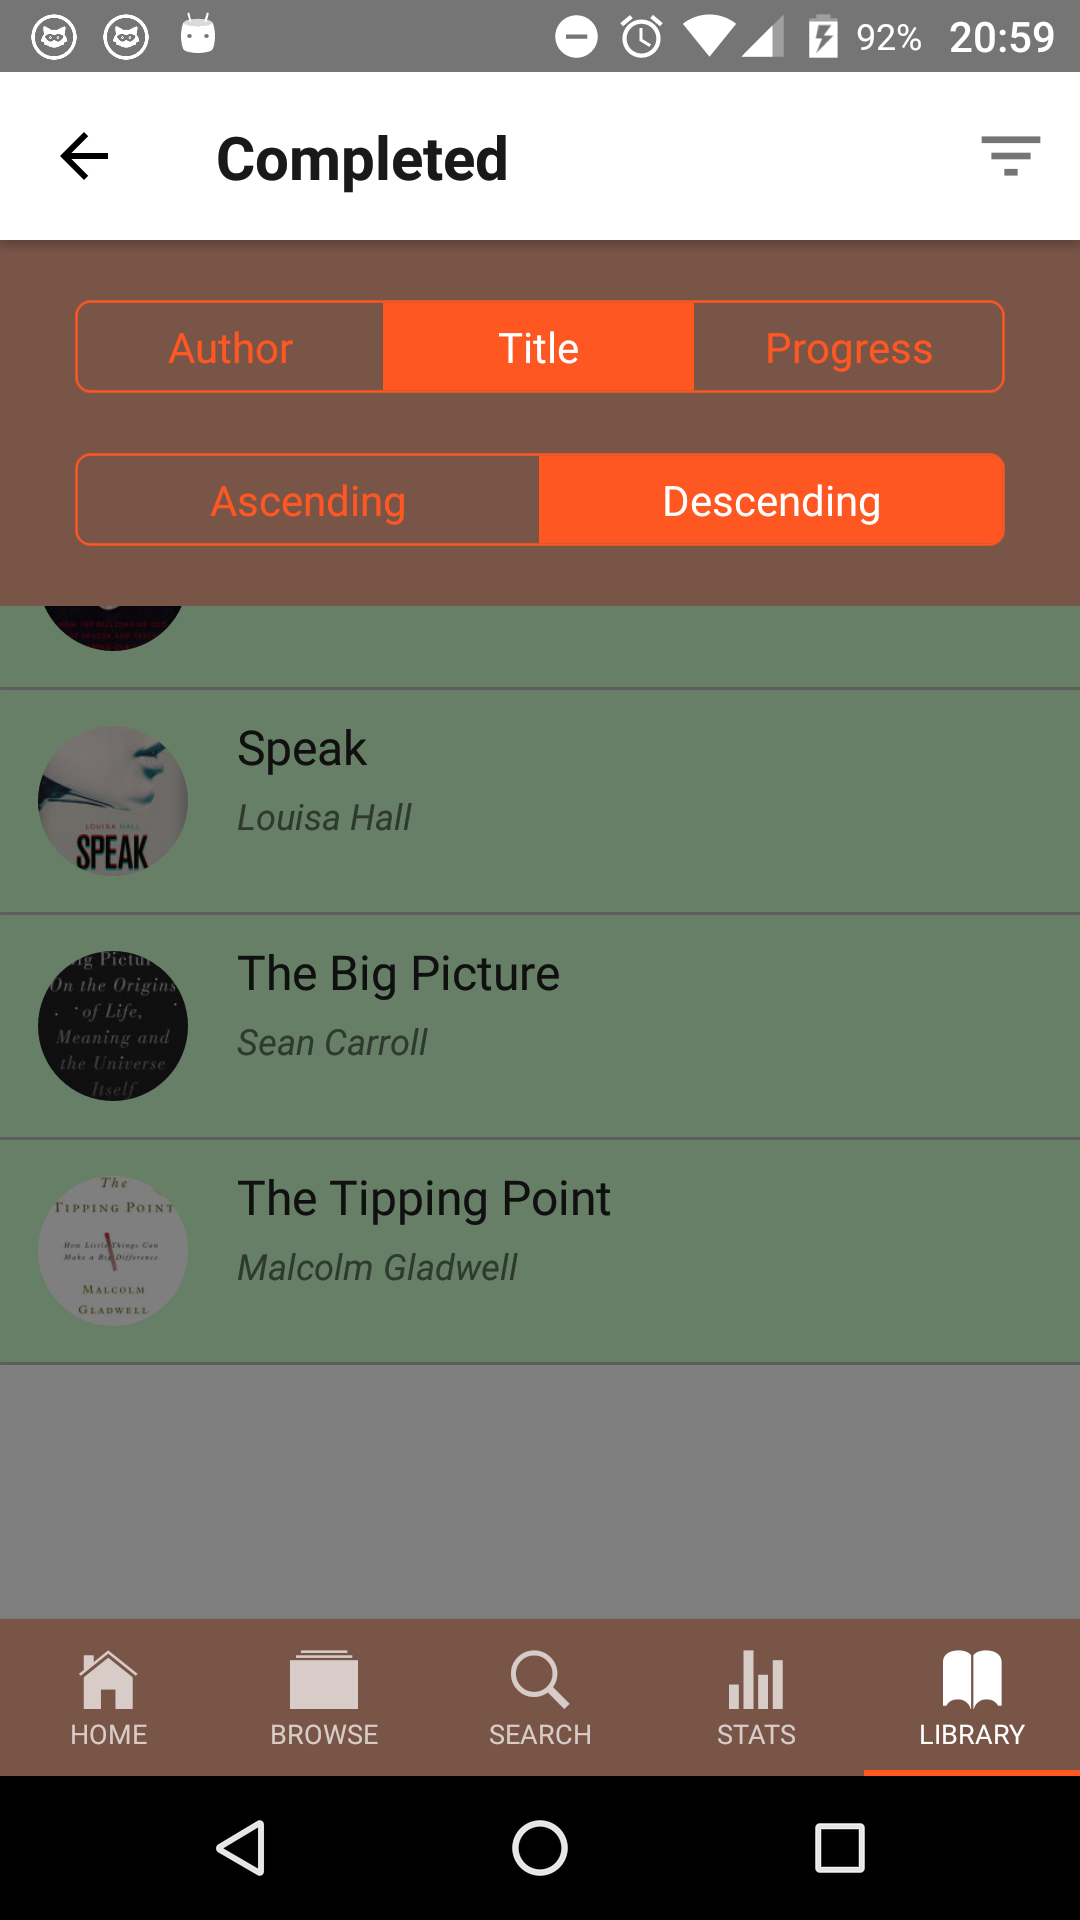 92% 20:59
Completed
Author Title Progress
Ascending Descending
Speak
Louisa Hall
LOUISA HALL
SPEAK
The Big Picture
Sean Carroll
On the Origins
of Life,
Meaning and
the Universe
Itself
The Tipping Point
Malcolm Gladwell
The
TIPPING POINT
How Little Things Can
Make a Big Difference
MALCOLM
GLADWELL
HOME BROWSE SEARCH STATS LIBRARY